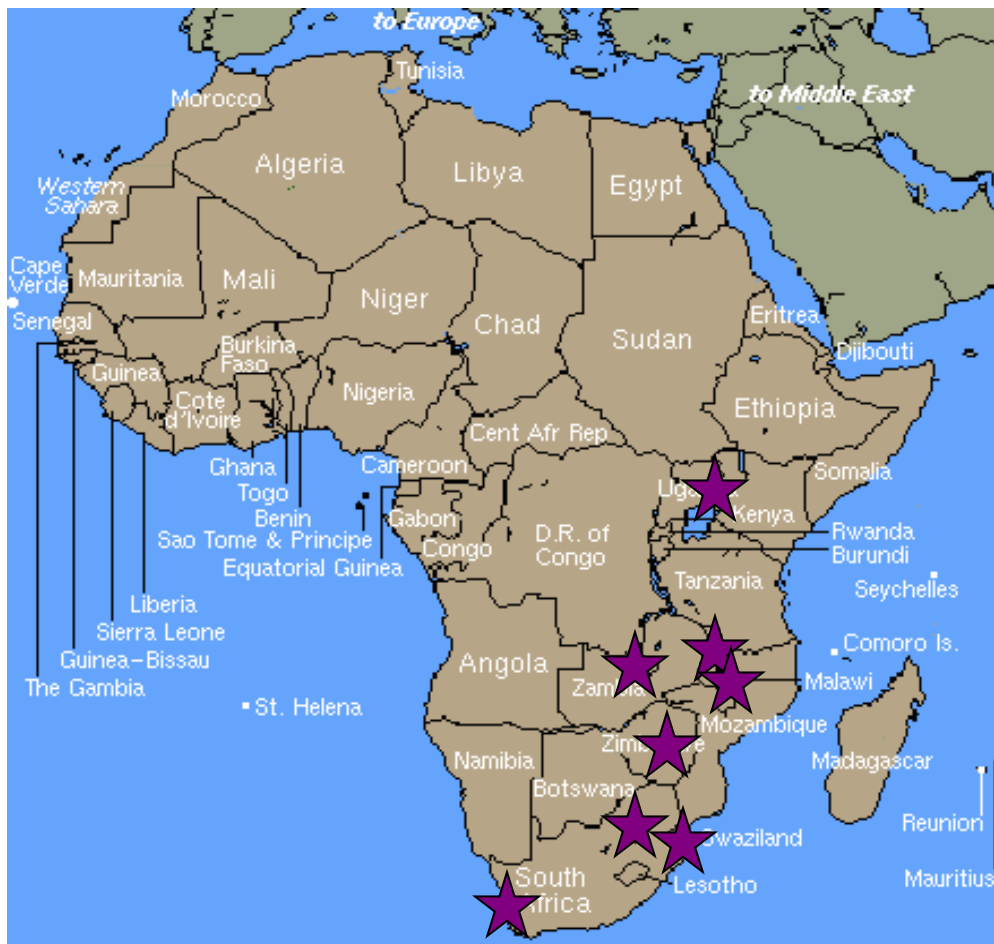 to Europe
Tunisia
to Middle East
Morocco
Algeria
Libya
Egypt
Western
Sahara
Cape
Verde
Mauritania
Mali
Niger
Chad
Sudan
Eritrea
Senegal
Burkina
Faso
Djibouti
Guinea
Nigeria
Cote
d'Ivoire
Ethiopia
Cent Afr Rep
Ghana
Cameroon
Somalia
Togo
Benin
Gabon
Kenya
Sao Tome & Principe
Congo
D.R. of
Congo
Rwanda
Burundi
Equatorial Guinea
Tanzania
Seychelles
Liberia
Sierra Leone
Guinea-Bissau
The Gambia
Angola
Comoro Is.
Malawi
St. Helena
Mozambique
Namibia
Madagascar
Botswana
Reunion
Swaziland
South
Lesotho
Mauritius